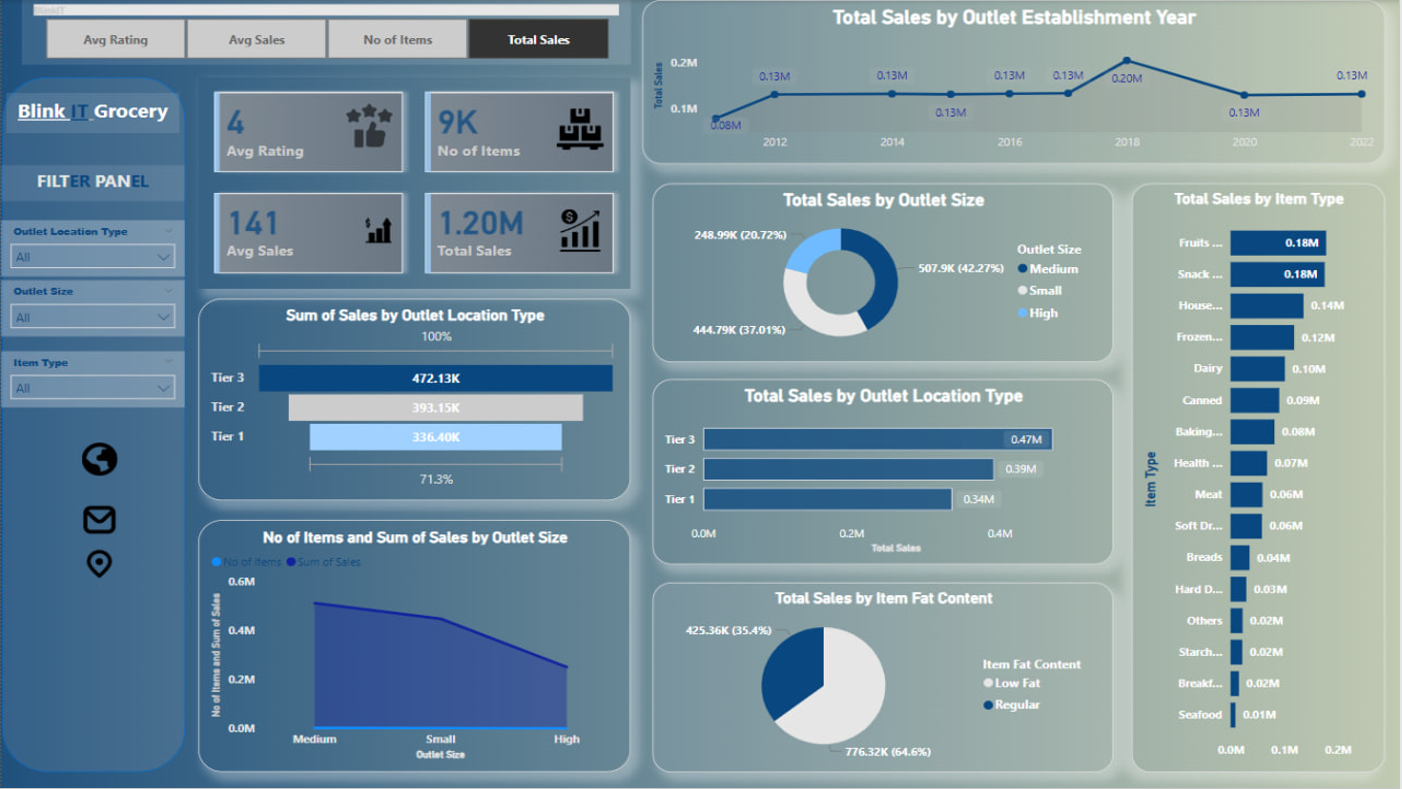 BlinkIT
Avg Rating
Avg Sales
No of Items
Total Sales
Blink IT Grocery
FILTER PANEL
Outlet Location Type
All
Outlet Size
All
Item Type
All
4
Avg Rating
9K
No of Items
141
Avg Sales
1.20M
Total Sales
Sum of Sales by Outlet Location Type
100%
Tier 3
472.13K
Tier 2
393.15K
Tier 1
336.40K
71.3%
No of Items and Sum of Sales by Outlet Size
No of Items
Sum of Sales
No of Items and Sum of Sales
0.6M
0.4M
0.2M
0.0M
Medium
Small
High
Outlet Size
Total Sales by Outlet Establishment Year
Total Sales
0.2M
0.1M
0.08M
0.13M
0.13M
0.13M
0.13M
0.13M
0.20M
0.13M
0.13M
2012
2014
2016
2018
2020
2022
Total Sales by Outlet Size
248.99K (20.72%)
507.9K (42.27%)
444.79K (37.01%)
Outlet Size
Medium
Small
High
Total Sales by Outlet Location Type
Tier 3
0.47M
Tier 2
0.39M
Tier 1
0.34M
0.0M
0.2M
0.4M
Total Sales
Total Sales by Item Fat Content
425.36K (35.4%)
776.32K (64.6%)
Item Fat Content
Low Fat
Regular
Total Sales by Item Type
Item Type
Fruits ...
0.18M
Snack ...
0.18M
House...
0.14M
Frozen...
0.12M
Dairy
0.10M
Canned
0.09M
Baking...
0.08M
Health ...
0.07M
Meat
0.06M
Soft Dr...
0.06M
Breads
0.04M
Hard D...
0.03M
Others
0.02M
Starch...
0.02M
Breakf...
0.02M
Seafood
0.01M
0.0M
0.1M
0.2M